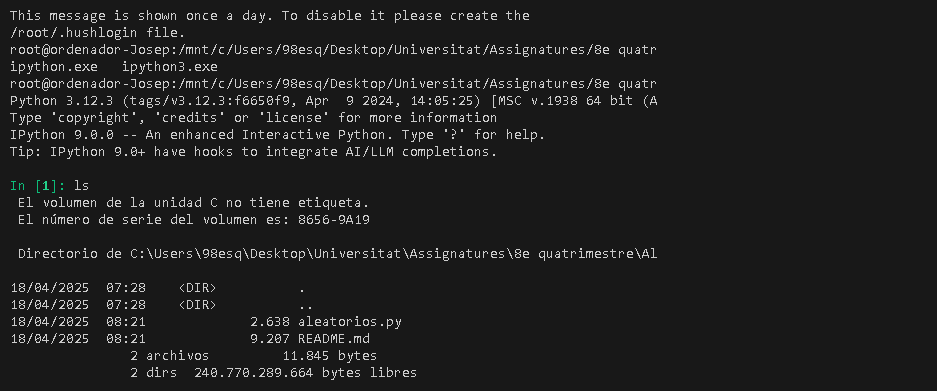 This message is shown once a day. To disable it please create the
/root/.hushlogin file.
root@ordenador-Josep:/mnt/c/Users/98esq/Desktop/Universitat/Assignatures/8e quatr
ipython.exe   ipython3.exe
root@ordenador-Josep:/mnt/c/Users/98esq/Desktop/Universitat/Assignatures/8e quatr
Python 3.12.3 (tags/v3.12.3:f6650f9, Apr  9 2024, 14:05:25) [MSC v.1938 64 bit (A
Type 'copyright', 'credits' or 'license' for more information
IPython 9.0.0 -- An enhanced Interactive Python. Type '?' for help.
Tip: IPython 9.0+ have hooks to integrate AI/LLM completions.
In [1]: ls
El volumen de la unidad C no tiene etiqueta.
El número de serie del volumen es: 8656-9A19
Directorio de C:\Users\98esq\Desktop\Universitat\Assignatures\8e quatrimestre\Al
18/04/2025  07:28    <DIR>          .
18/04/2025  07:28    <DIR>          ..
18/04/2025  08:21             2.638 aleatorios.py
18/04/2025  08:21             9.207 README.md
2 archivos         11.845 bytes
2 dirs  240.770.289.664 bytes libres